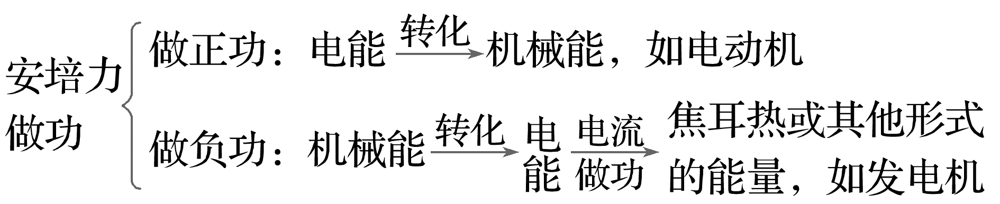 安培力
做功
做正功：电能 转化 机械能，如电动机
做负功：机械能 转化 电能 电流做功 焦耳热或其他形式
的能量，如发电机